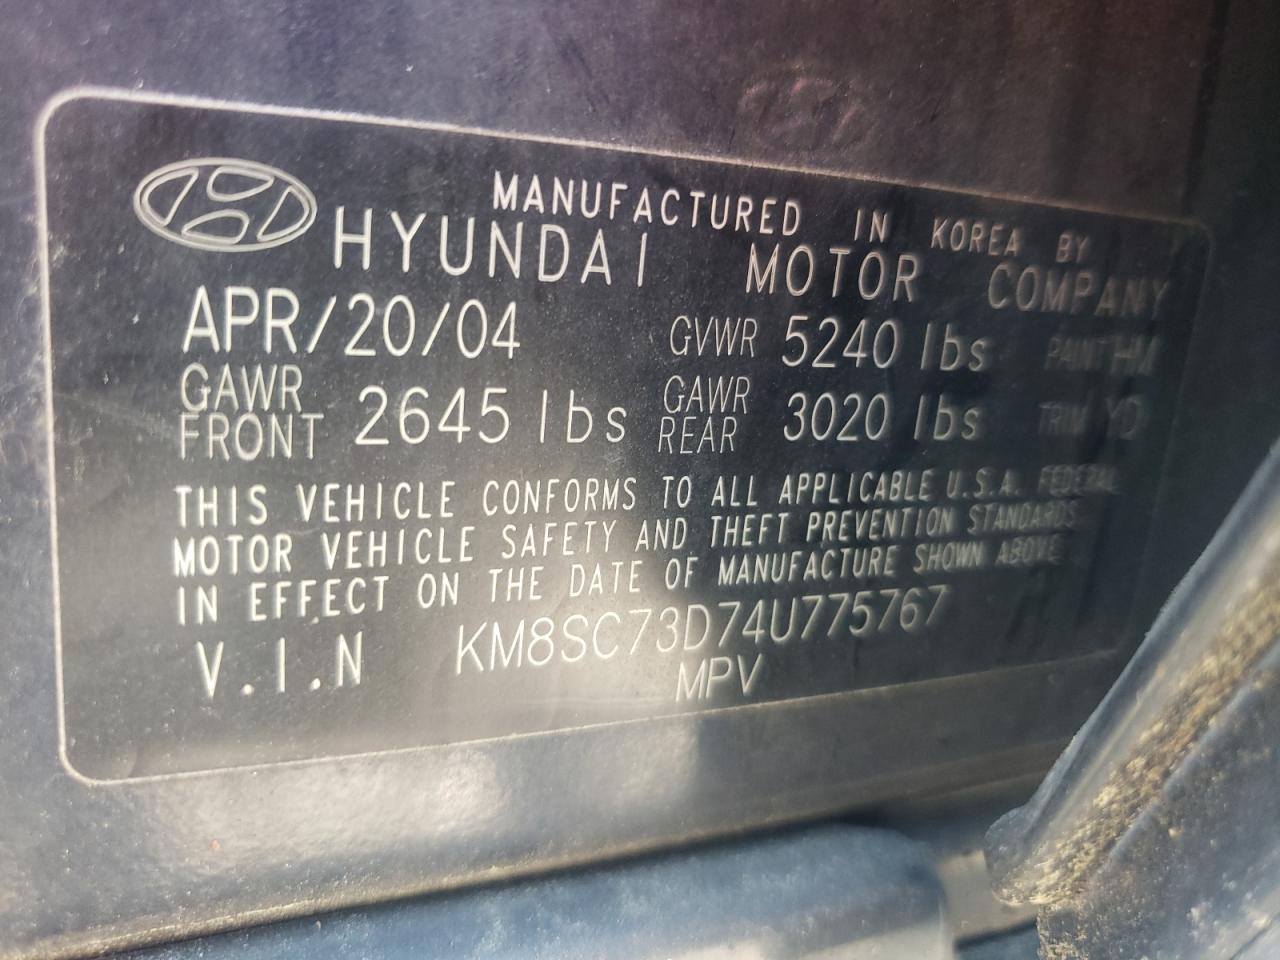 MANUFACTURED IN KOREA BY
HYUNDAI MOTOR COMPANY
APR/20/04 GVWR 5240 lbs PAINT HM
GAWR FRONT 2645 lbs GAWR REAR 3020 lbs TRIM YD
THIS VEHICLE CONFORMS TO ALL APPLICABLE U.S.A. FEDERAL
MOTOR VEHICLE SAFETY AND THEFT PREVENTION STANDARDS
IN EFFECT ON THE DATE OF MANUFACTURE SHOWN ABOVE
V.I.N KM8SC73D74U775767
MPV